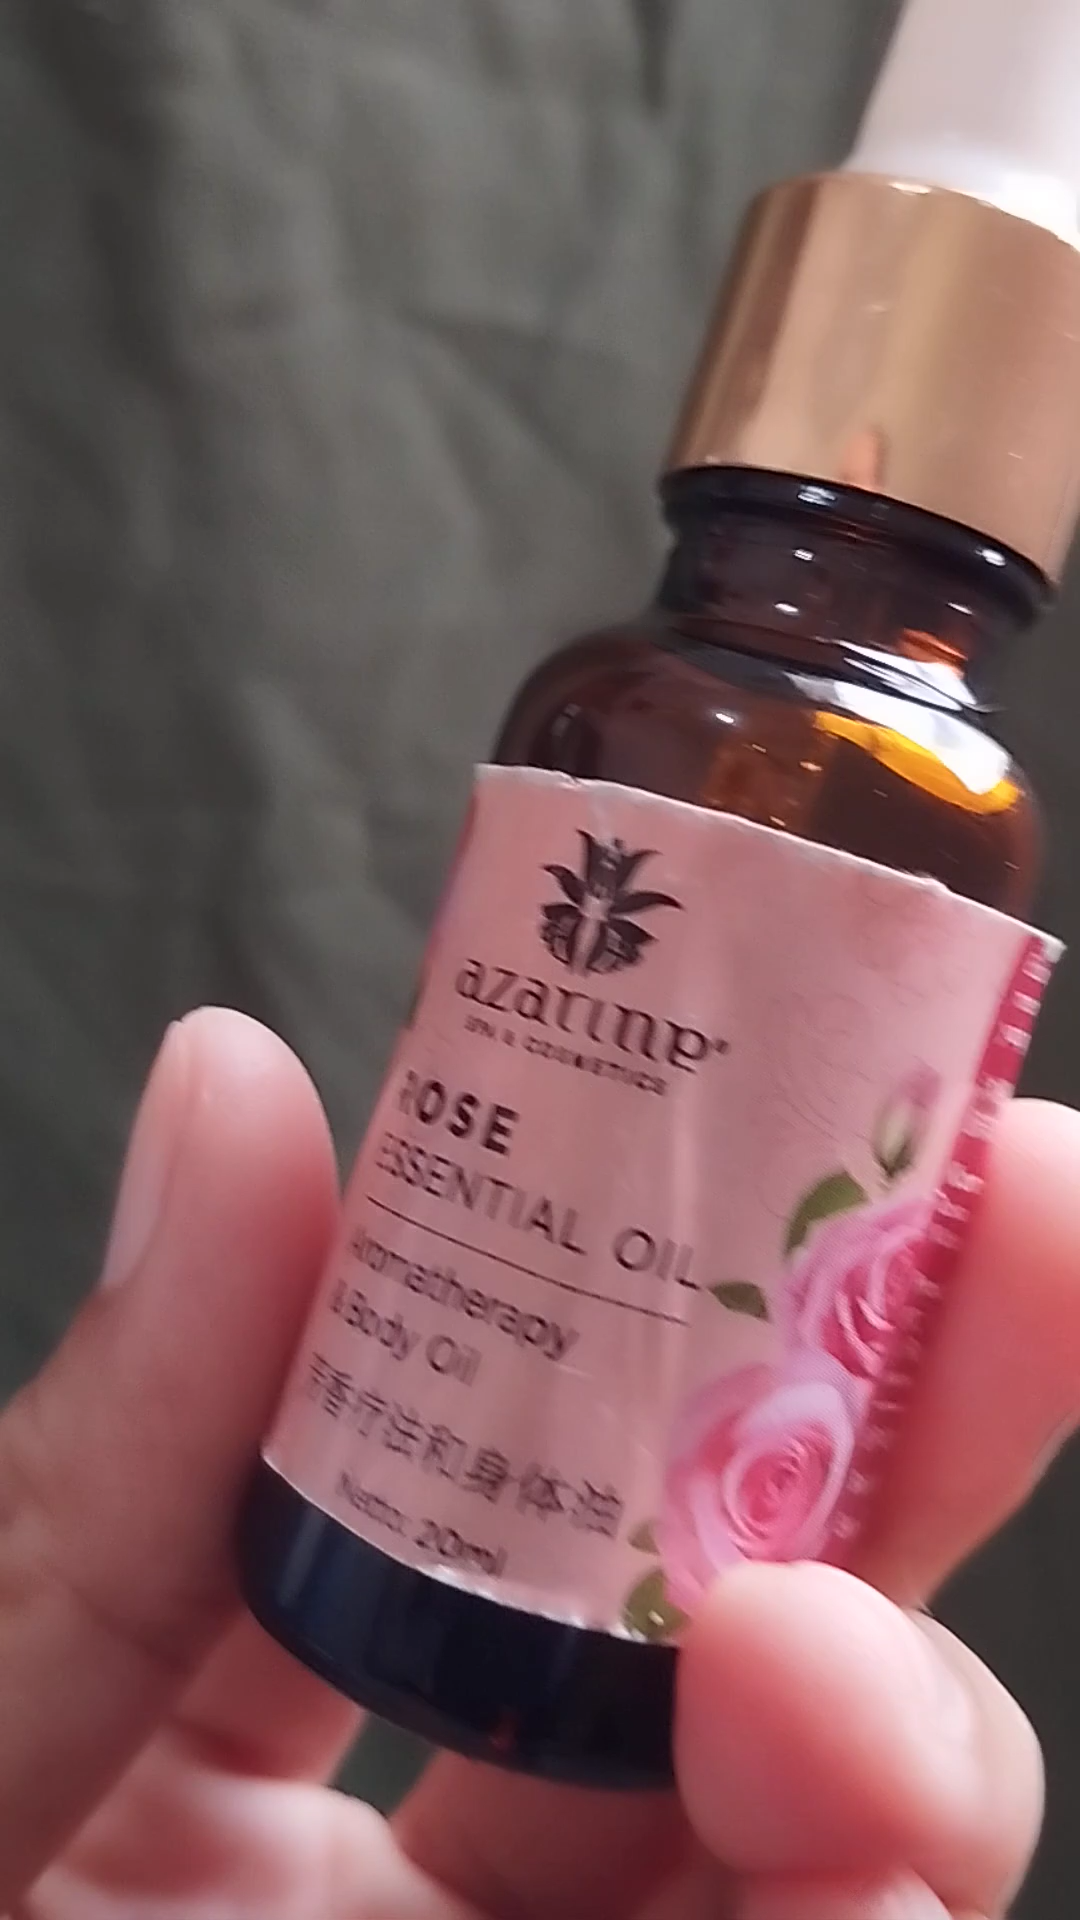 azarine®
SPA & COSMETICS
ROSE
ESSENTIAL OIL
Aromatherapy
& Body Oil
芳香疗法和身体油
Netto: 20ml